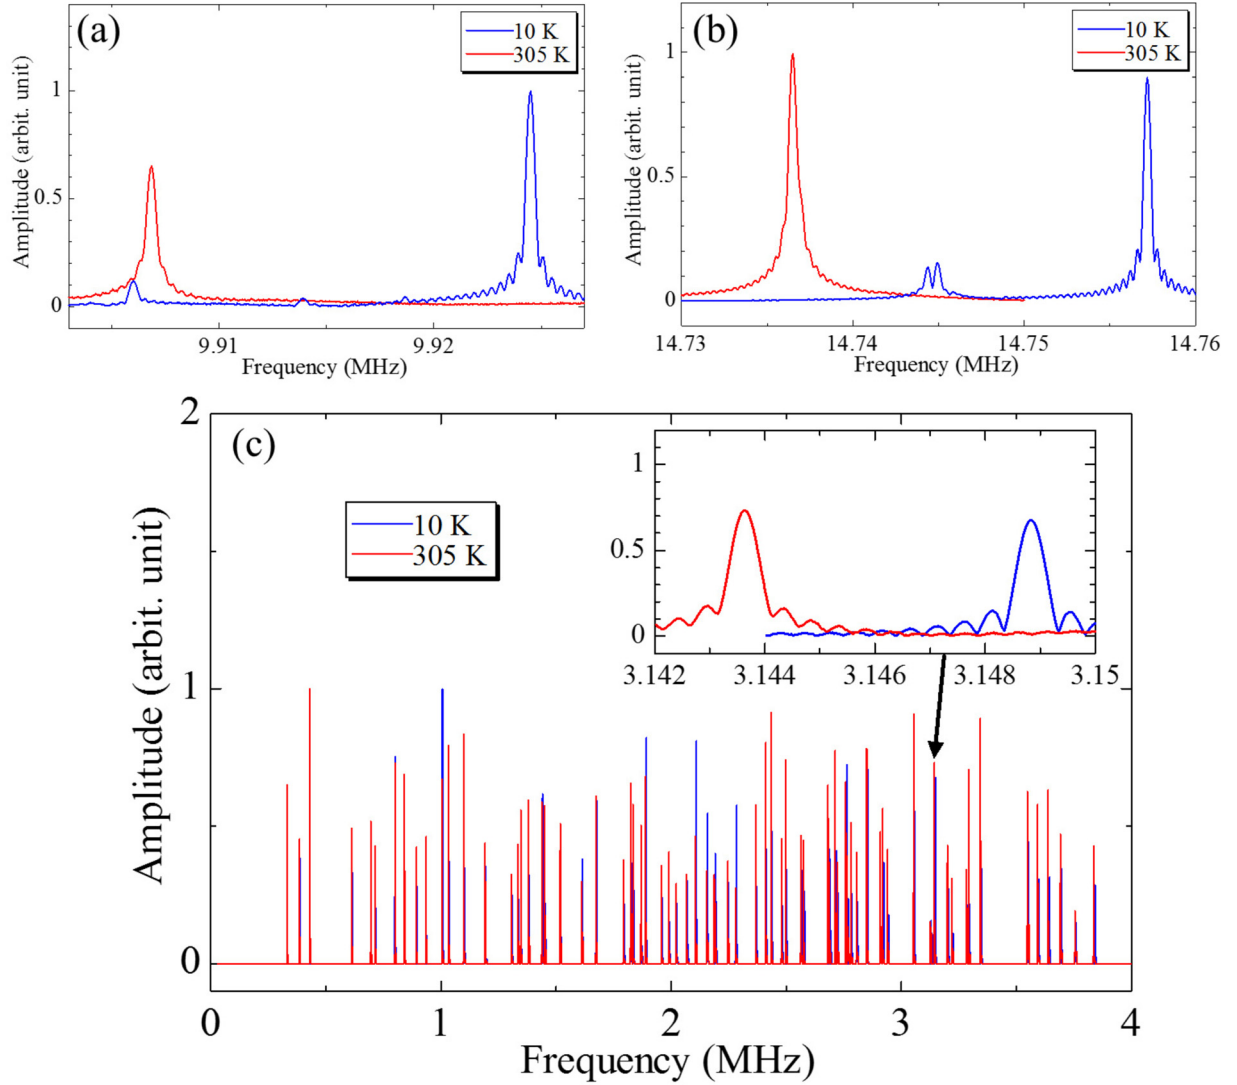 (a)
10 K
305 K
1
0.5
0
Amplitude (arbit. unit)
9.91
9.92
Frequency (MHz)
(b)
10 K
305 K
1
0.5
0
Amplitude (arbit. unit)
14.73
14.74
14.75
14.76
Frequency (MHz)
(c)
10 K
305 K
2
1
0
Amplitude (arbit. unit)
1
0.5
0
3.142
3.144
3.146
3.148
3.15
0
1
2
3
4
Frequency (MHz)